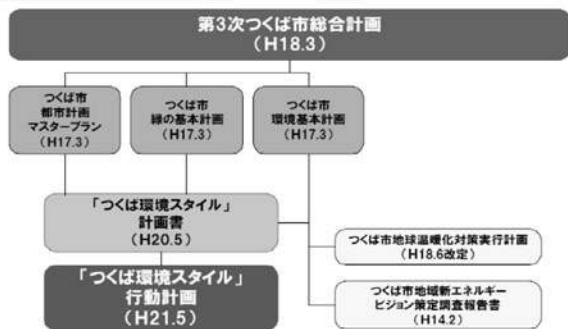 第3次つくば市総合計画
(H18.3)
つくば市
都市計画
マスタープラン
(H17.3)
つくば市
緑の基本計画
(H17.3)
つくば市
環境基本計画
(H17.3)
「つくば環境スタイル」
計画書
(H20.5)
つくば市地球温暖化対策実行計画
(H18.6改定)
「つくば環境スタイル」
行動計画
(H21.5)
つくば市地域新エネルギー
ビジョン策定調査報告書
(H14.2)